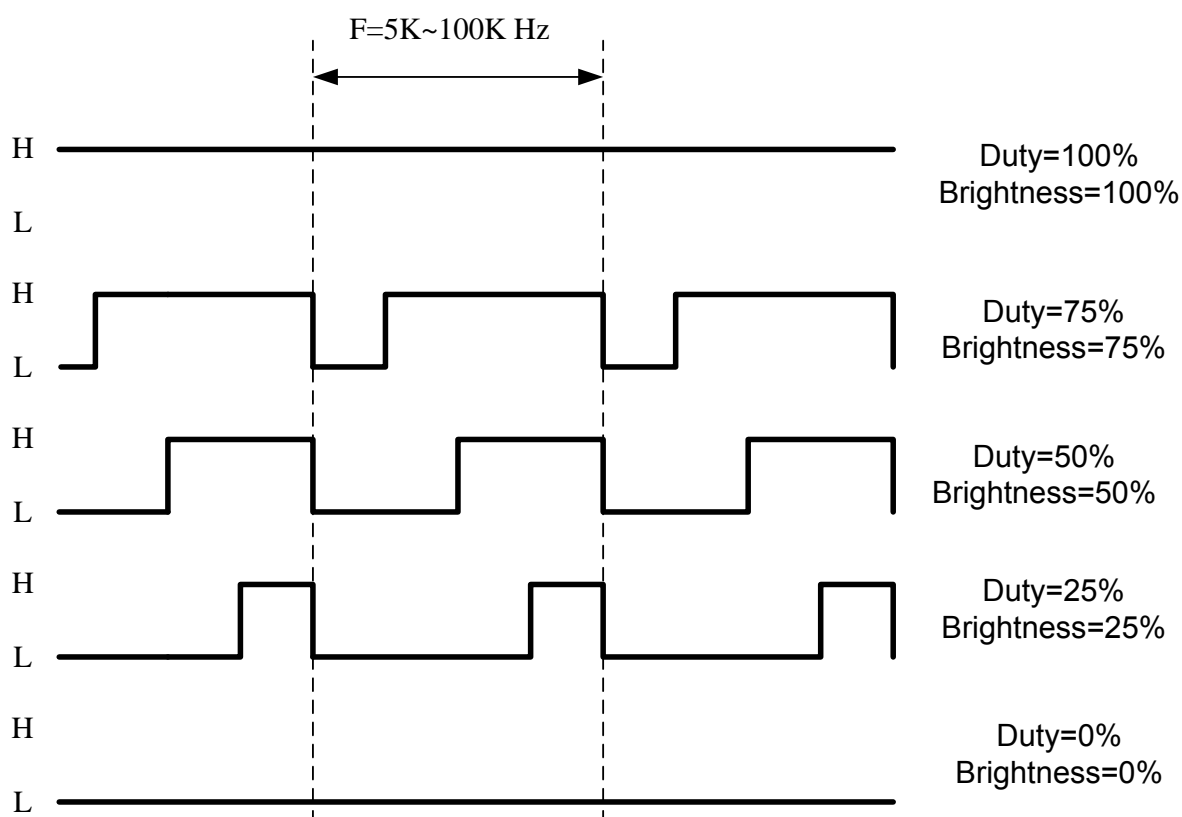 F=5K~100K Hz
H
Duty=100%
Brightness=100%
L
H
Duty=75%
Brightness=75%
L
H
Duty=50%
Brightness=50%
L
H
Duty=25%
Brightness=25%
L
H
Duty=0%
Brightness=0%
L